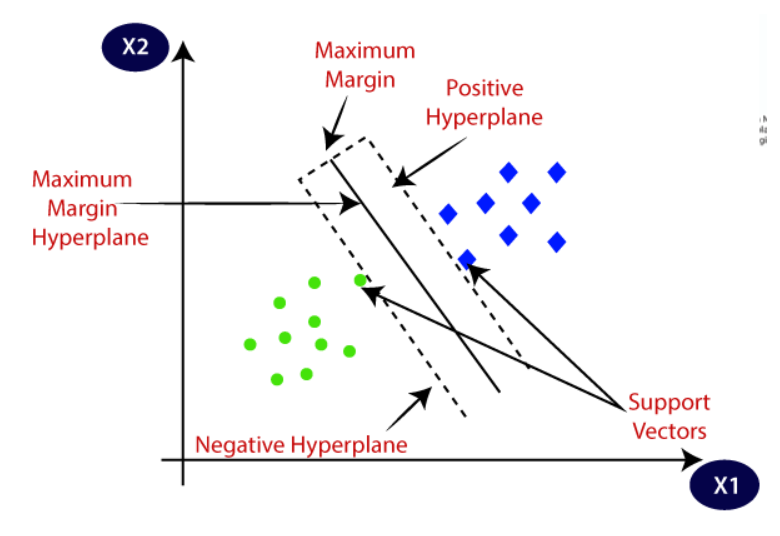 X2
Maximum
Margin
Positive
Hyperplane
Maximum
Margin
Hyperplane
Support
Vectors
Negative Hyperplane
X1